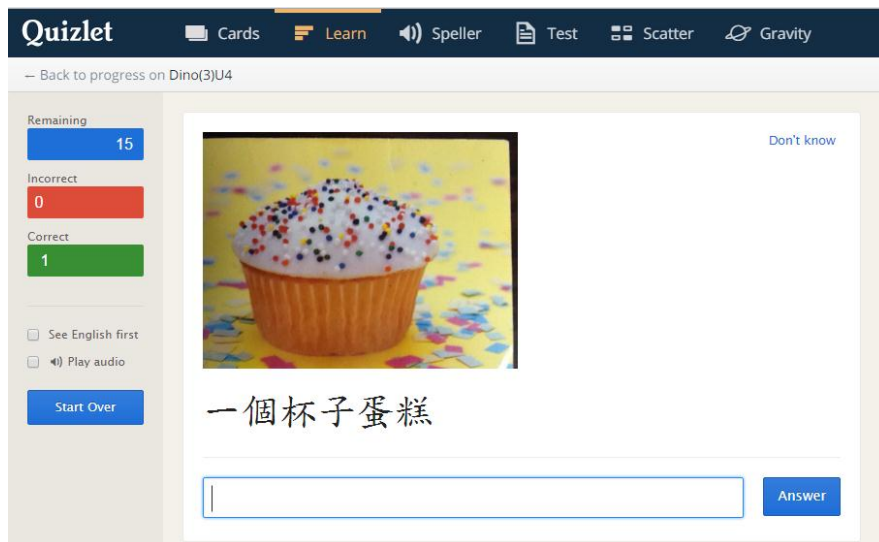 Quizlet Cards Learn Speller Test Scatter Gravity
← Back to progress on Dino(3)U4
Remaining
15
Incorrect
0
Correct
1
See English first
Play audio
Start Over
Don't know
一個杯子蛋糕
Answer